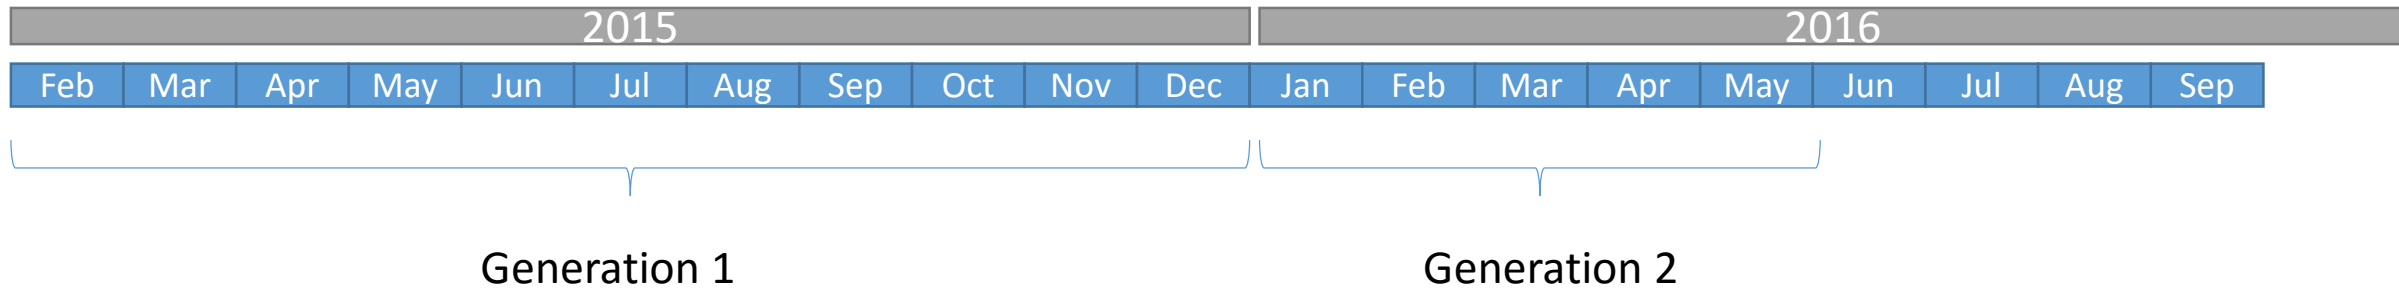 2015 2016
Feb Mar Apr May Jun Jul Aug Sep Oct Nov Dec Jan Feb Mar Apr May Jun Jul Aug Sep
Generation 1 Generation 2